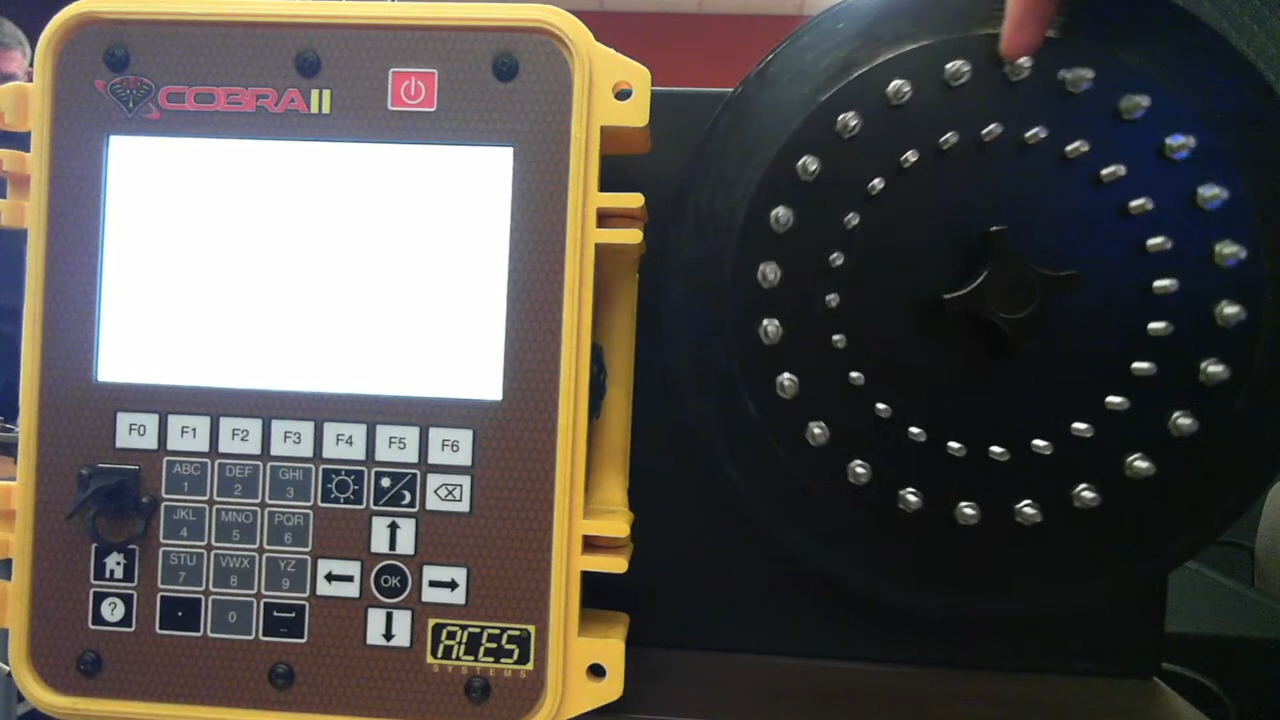 COBRA II
F0 F1 F2 F3 F4 F5 F6
ABC 1 DEF 2 GHI 3
JKL 4 MNO 5 PQR 6
STU 7 VWX 8 YZ 9 OK
? . 0
ACES
SYSTEMS